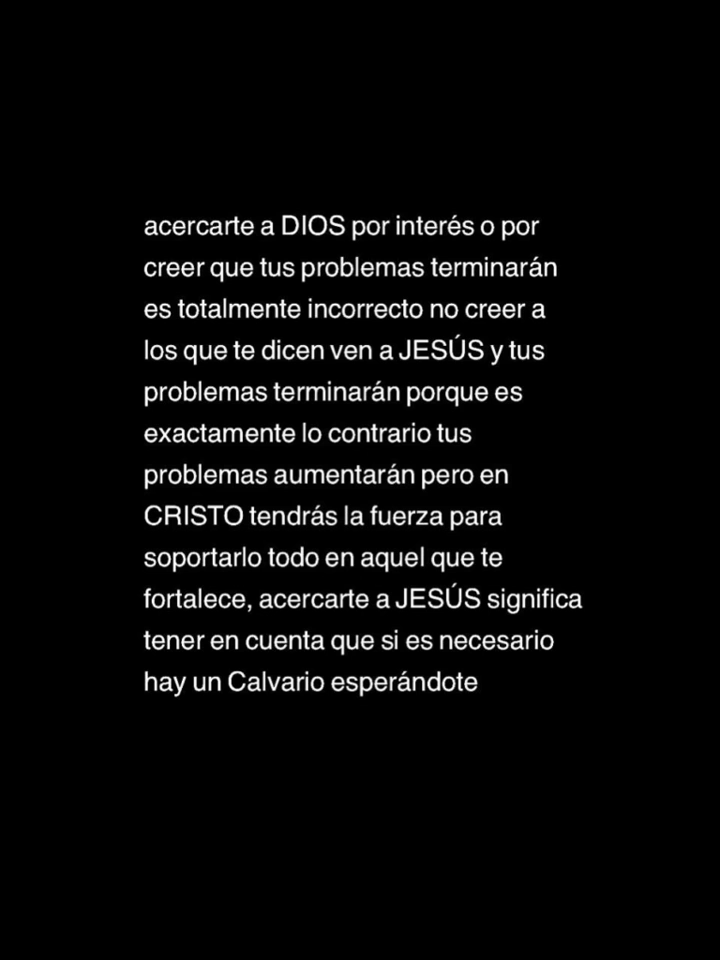 acercarte a DIOS por interés o por
creer que tus problemas terminarán
es totalmente incorrecto no creer a
los que te dicen ven a JESÚS y tus
problemas terminarán porque es
exactamente lo contrario tus
problemas aumentarán pero en
CRISTO tendrás la fuerza para
soportarlo todo en aquel que te
fortalece, acercarte a JESÚS significa
tener en cuenta que si es necesario
hay un Calvario esperándote